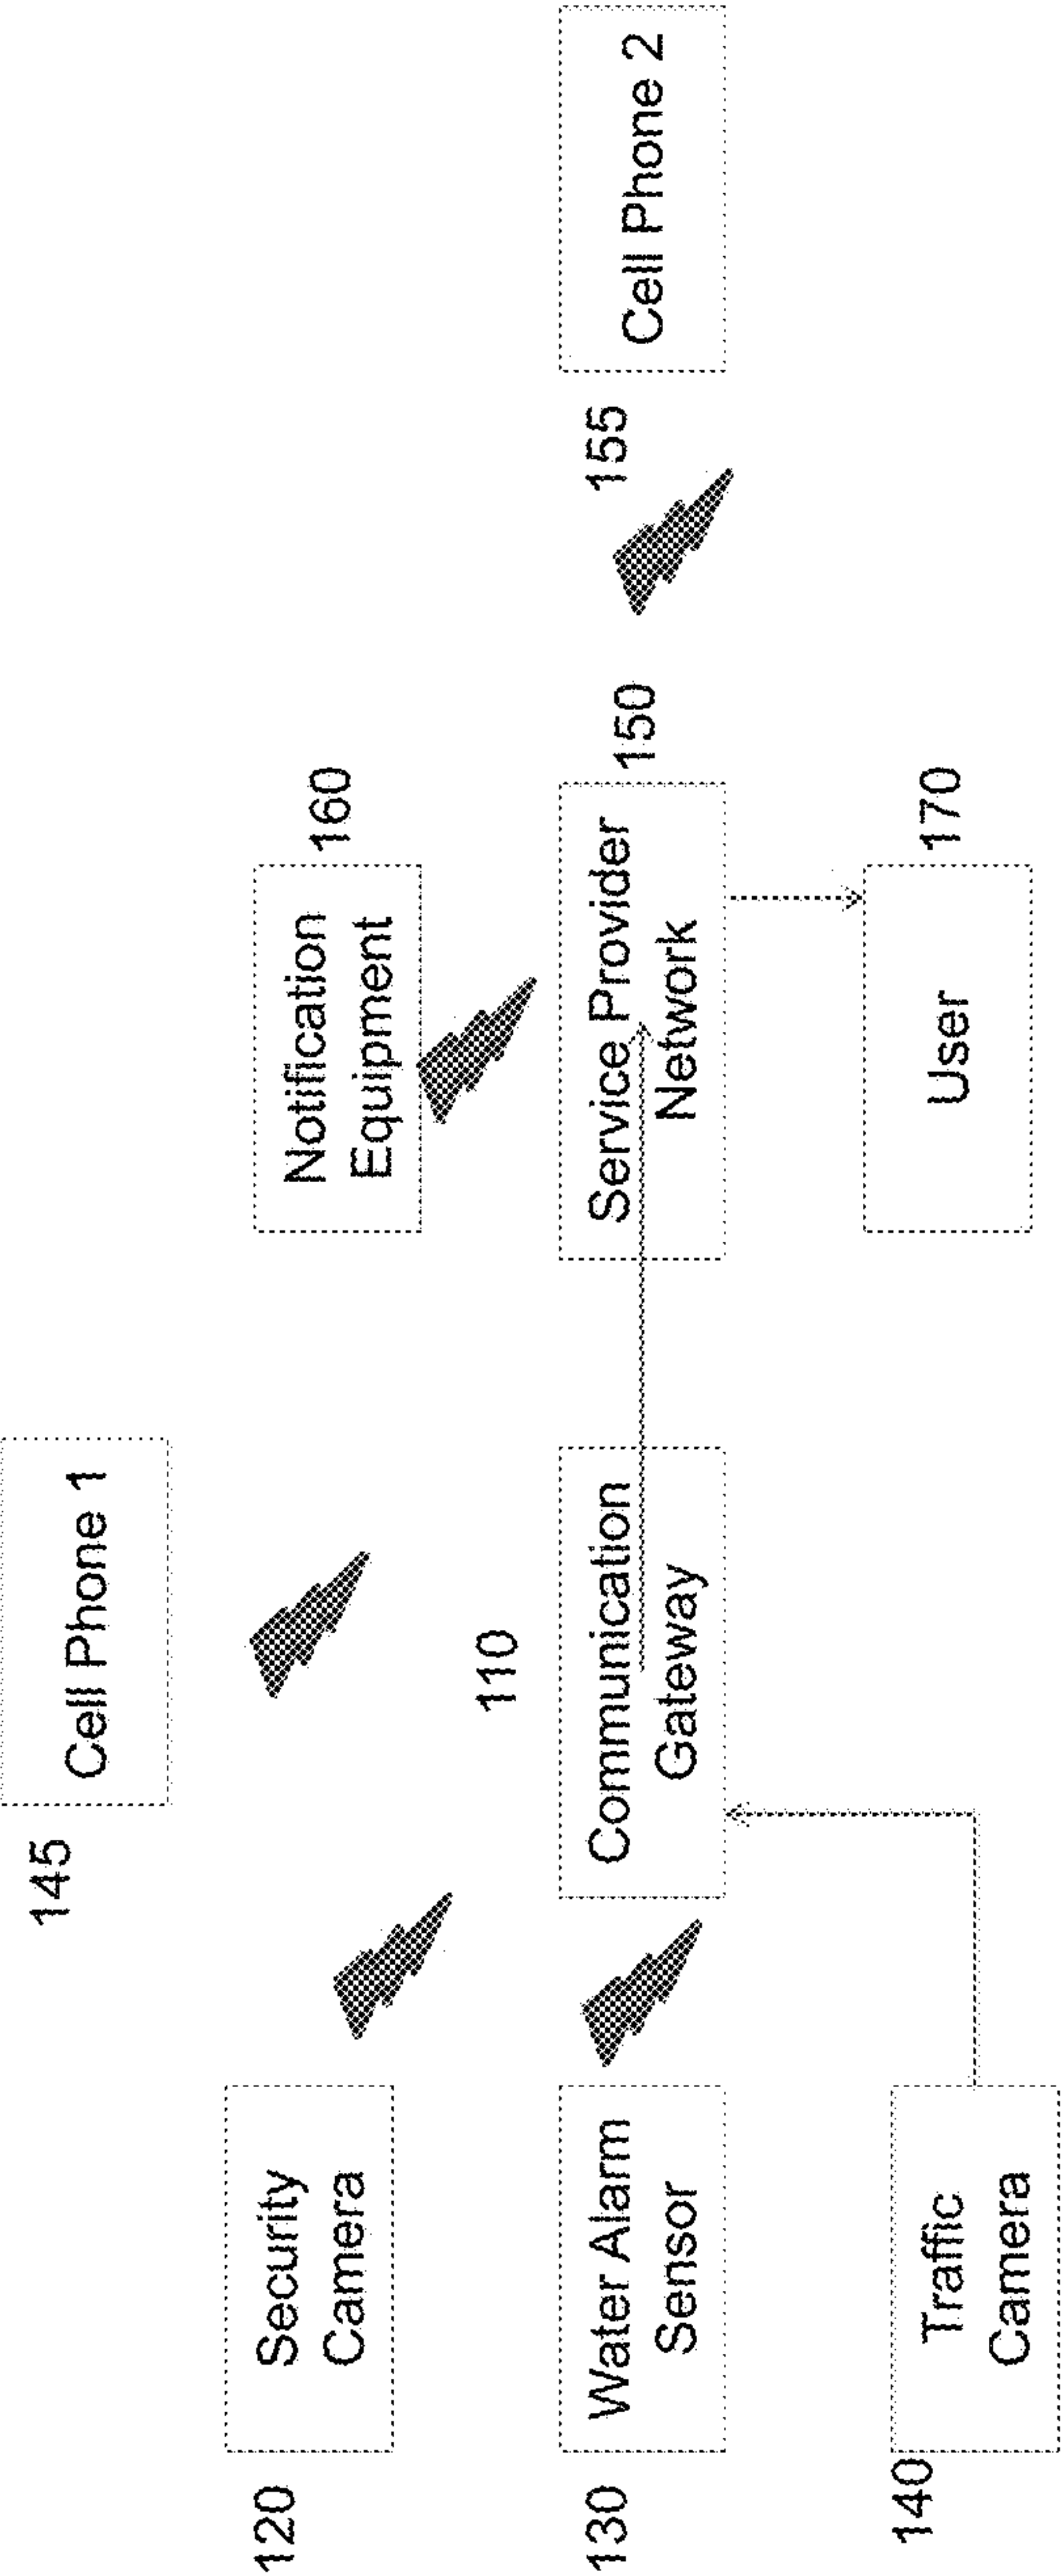 145
Cell Phone 1
120
Security
Camera
110
160
Notification
Equipment
130
Water Alarm
Sensor
Communication
Gateway
Service Provider
Network
150
155
Cell Phone 2
140
Traffic
Camera
User
170